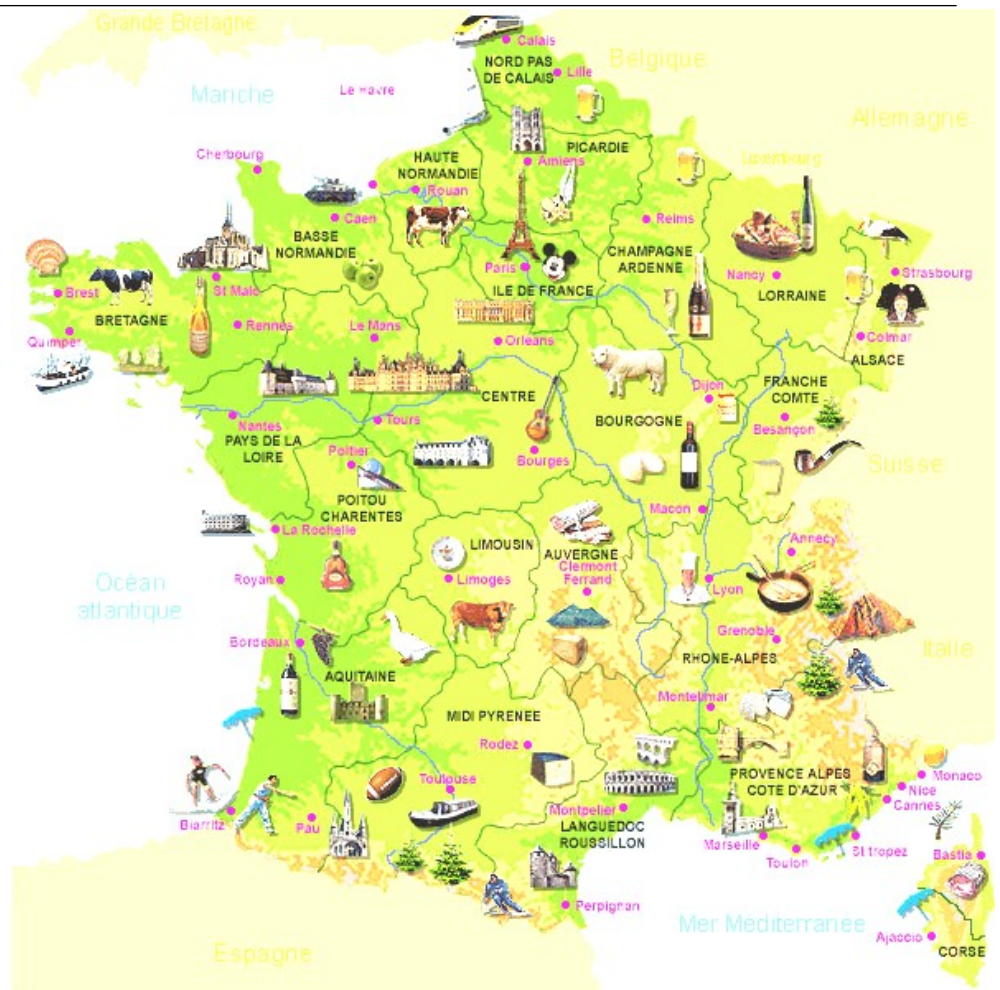 Grande Bretagne
Calais
NORD PAS
DE CALAIS
Lille
Belgique
Manche
Le Havre
Allemagne
Cherbourg
HAUTE
NORMANDIE
PICARDIE
Amiens
Luxembourg
Rouan
Caen
Reims
BASSE
NORMANDIE
CHAMPAGNE
ARDENNE
Paris
Nancy
Strasbourg
ILE DE FRANCE
LORRAINE
Brest
St Malo
BRETAGNE
Rennes
Le Mans
Quimper
Orleans
Colmar
ALSACE
Dijon
FRANCHE
COMTE
CENTRE
Nantes
Tours
BOURGOGNE
Besançon
PAYS DE LA
LOIRE
Poitier
Bourges
Suisse
POITOU
CHARENTES
Macon
La Rochelle
LIMOUSIN
AUVERGNE
Annecy
Clermont
Ferrand
Océan
atlantique
Royan
Limoges
Lyon
Bordeaux
Grenoble
Italie
RHONE-ALPES
AQUITAINE
Montelimar
MIDI PYRENEE
Rodez
Toulouse
PROVENCE ALPES
COTE D'AZUR
Monaco
Nice
Cannes
Biarritz
Pau
Montpelier
LANGUEDOC
ROUSSILLON
Marseille
Toulon
St tropez
Bastia
Perpignan
Mer Méditerranée
Ajaccio
CORSE
Espagne